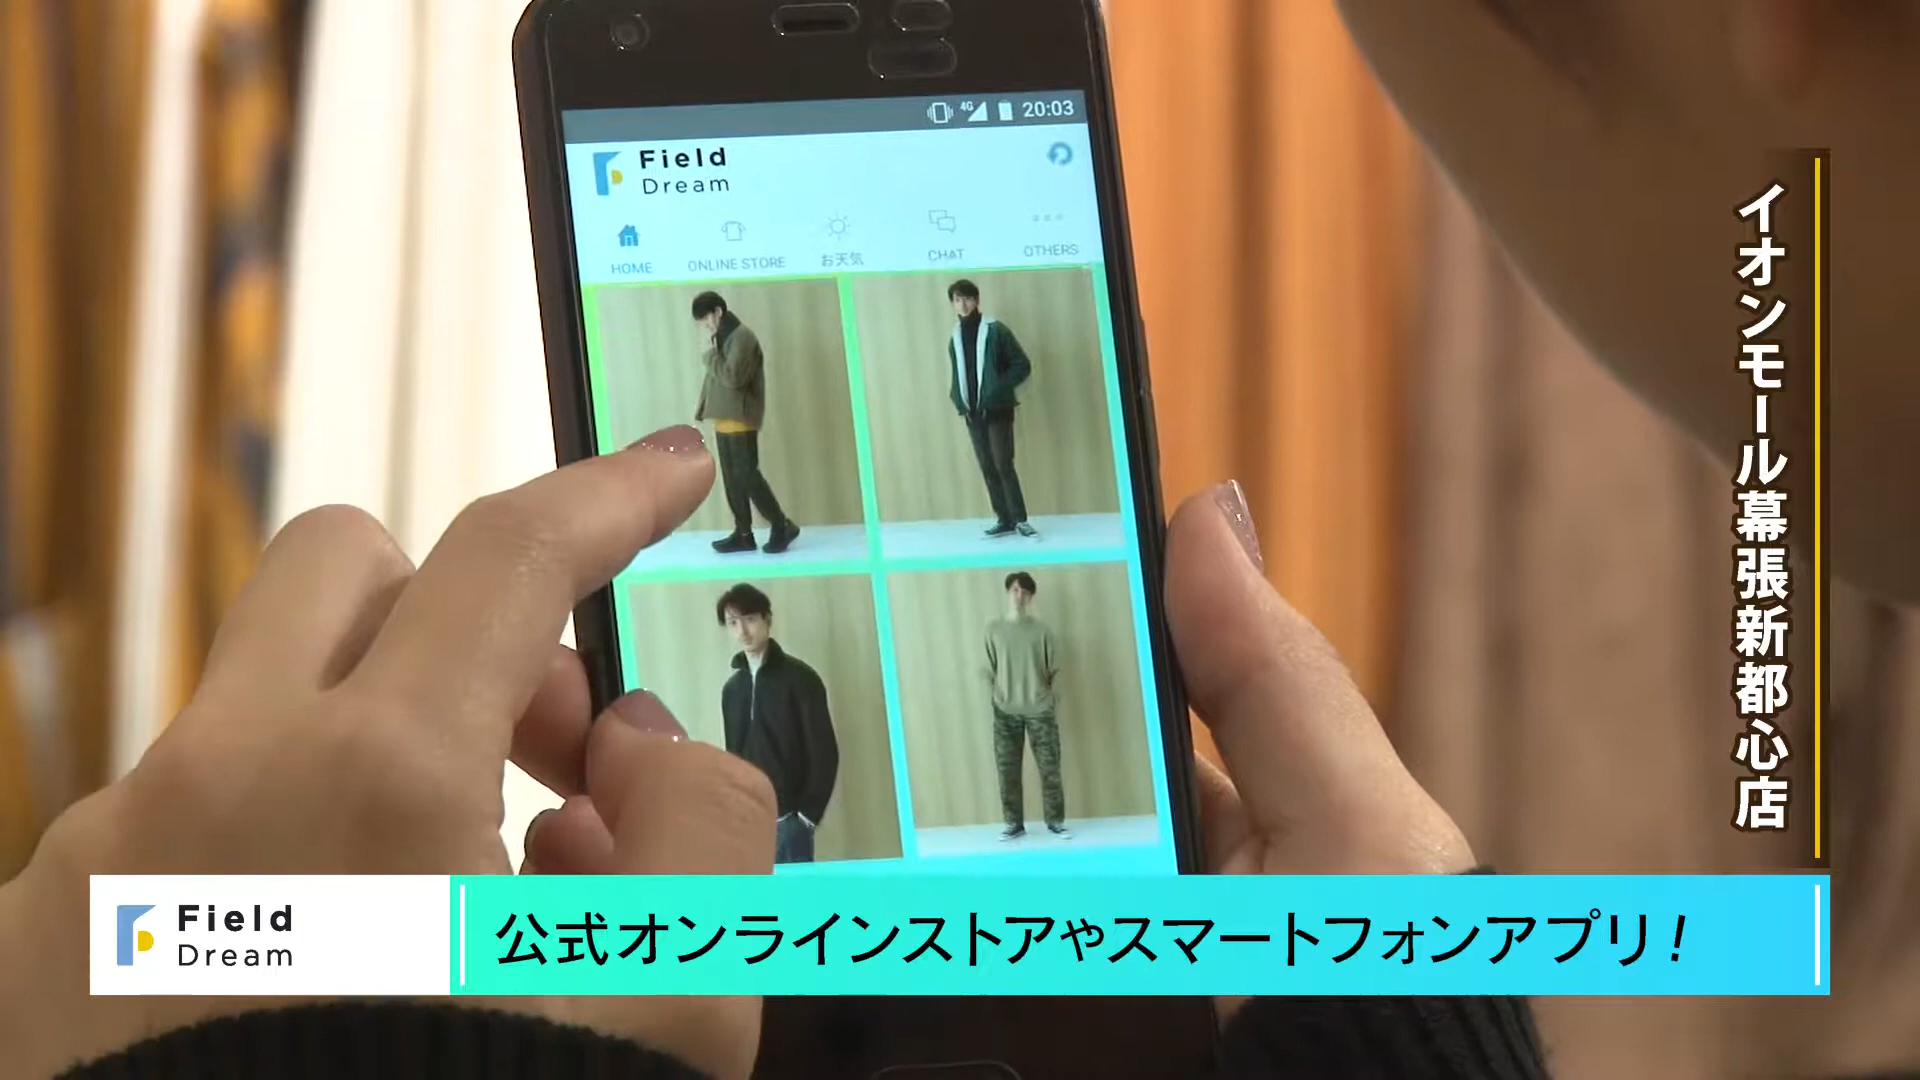 4G 20:03
Field
Dream
HOME ONLINE STORE お天気 CHAT OTHERS
イオンモール幕張新都心店
Field
Dream
公式オンラインストアやスマートフォンアプリ!